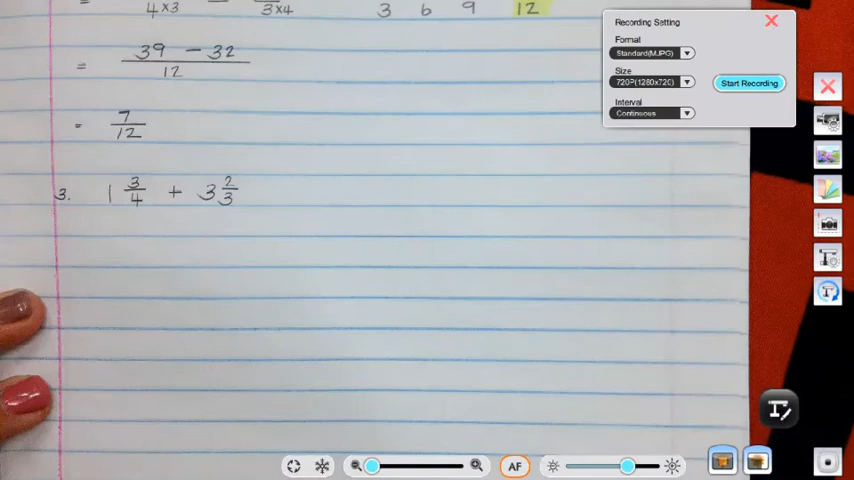 = 4×3 — 3×4 3 6 9 12
= 39 - 32
12
= 7
12
3. 1 3/4 + 3 2/3
Recording Setting
Format
Standard(MJPG)
Size
720P(1280x720)
Start Recording
Interval
Continuous
AF